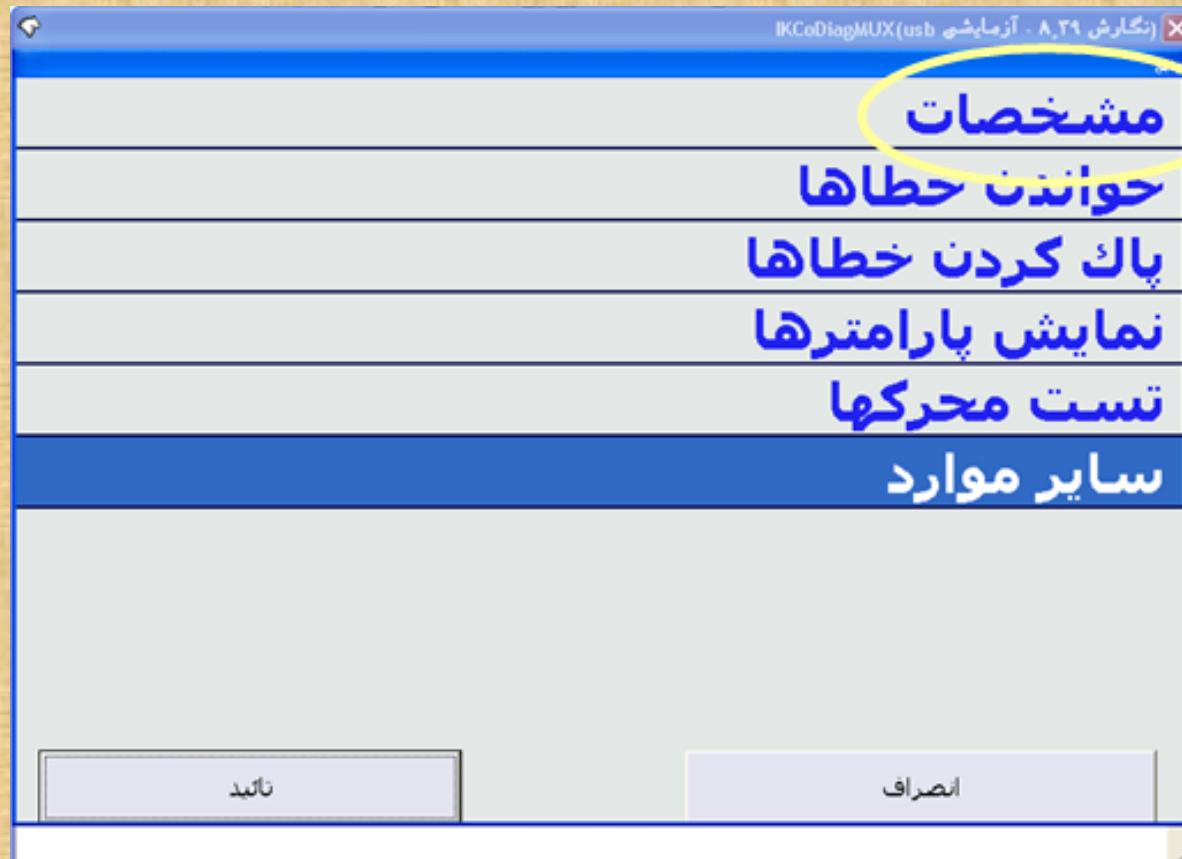 IKCoDiagMUX(usb نگارش ۸,۳۹ - آزمایشی)
مشخصات
خواندن خطاها
پاك كردن خطاها
نمایش پارامترها
تست محركها
سایر موارد
انصراف
تائید